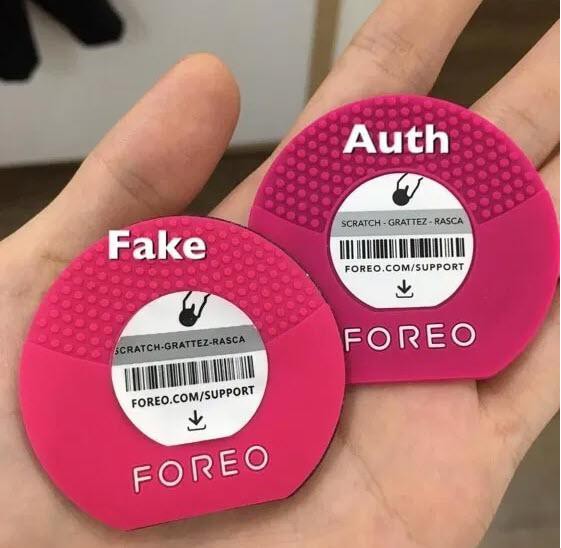 Auth
SCRATCH - GRATTEZ - RASCA
FOREO.COM/SUPPORT
FOREO
Fake
SCRATCH-GRATTEZ-RASCA
FOREO.COM/SUPPORT
FOREO